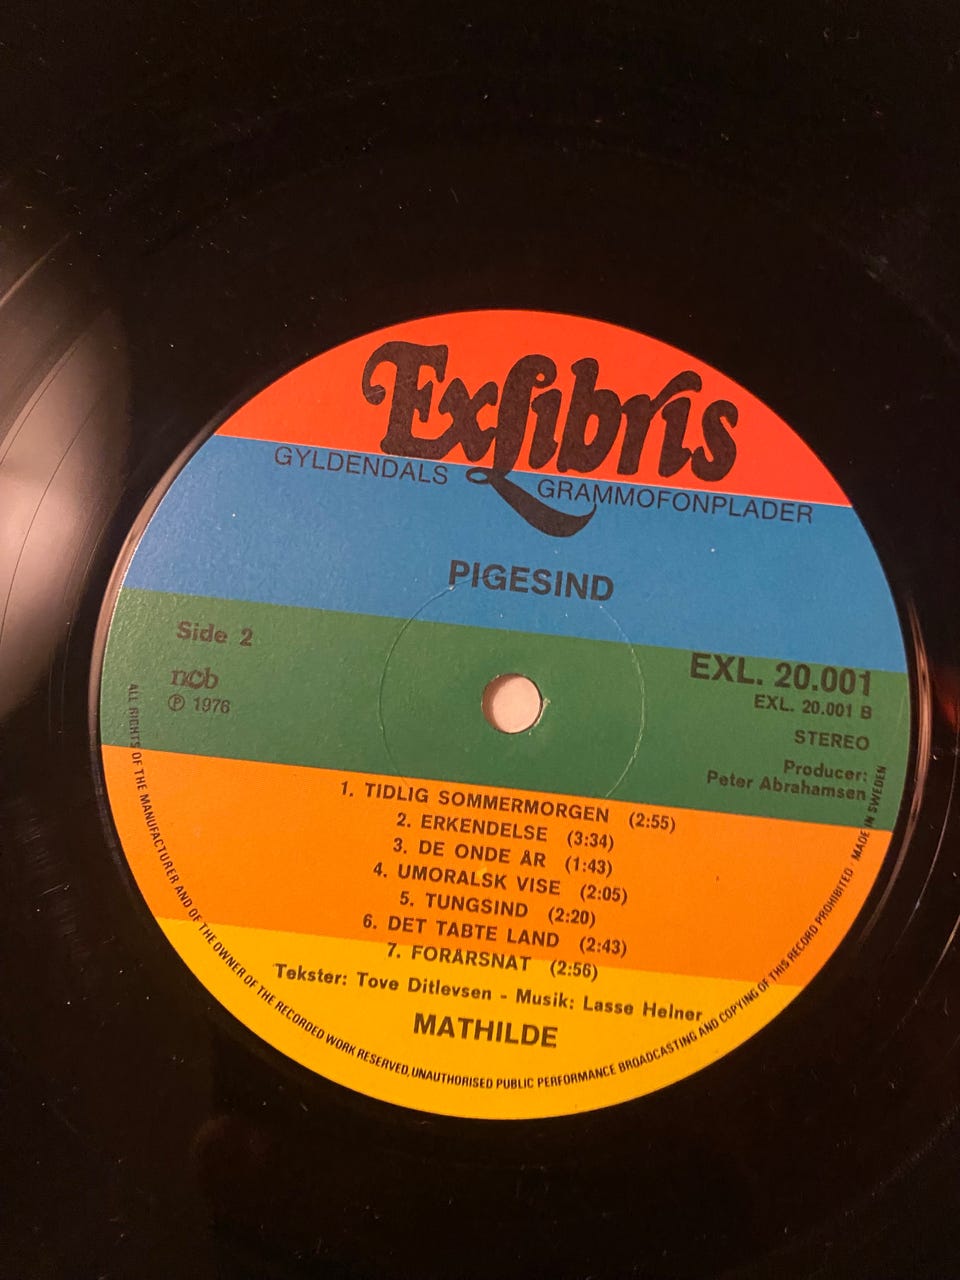 Exlibris
GYLDENDALS GRAMMOFONPLADER
PIGESIND
Side 2
ncb
℗ 1976
EXL. 20.001
EXL. 20.001 B
STEREO
Producer:
Peter Abrahamsen
1. TIDLIG SOMMERMORGEN (2:55)
2. ERKENDELSE (3:34)
3. DE ONDE ÅR (1:43)
4. UMORALSK VISE (2:05)
5. TUNGSIND (2:20)
6. DET TABTE LAND (2:43)
7. FORÅRSNAT (2:56)
Tekster: Tove Ditlevsen - Musik: Lasse Helner
MATHILDE
ALL RIGHTS OF THE MANUFACTURER AND OF THE OWNER OF THE RECORDED WORK RESERVED, UNAUTHORISED PUBLIC PERFORMANCE BROADCASTING AND COPYING OF THIS RECORD PROHIBITED · MADE IN SWEDEN